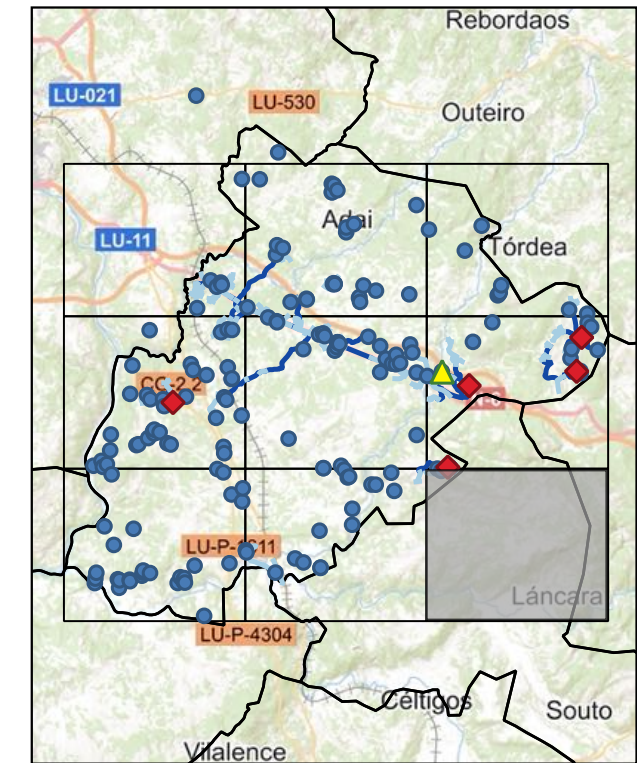 Rebordaos
LU-021
LU-530
Outeiro
Adai
LU-11
Tórdea
Láncara
LU-P-4304
Céltigos
Souto
Vilalence